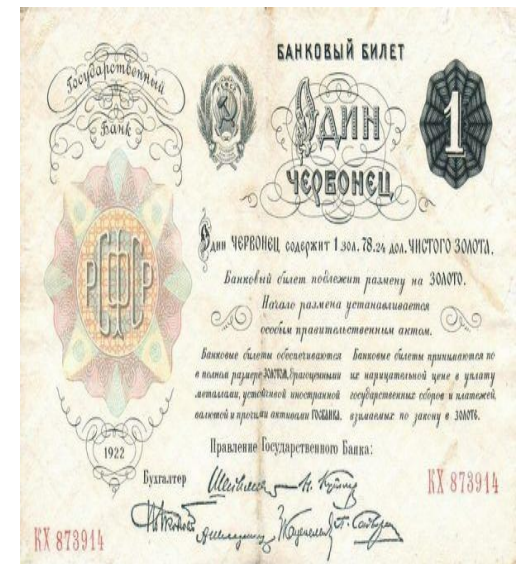 Государственный
Банк
РСФСР
БАНКОВЫЙ БИЛЕТ
ОДИН
ЧЕРВОНЕЦ
1
Один ЧЕРВОНЕЦ содержит 1 зол. 78.24 дол. ЧИСТОГО ЗОЛОТА.
Банковый билет подлежит размену на ЗОЛОТО.
Начало размена устанавливается
особым правительственным актом.
Банковые билеты обеспечиваются
в полном размере ЗОЛОТОМ, драгоценными
металлами, устойчивой иностранной
валютой и прочими активами ГОСБАНКА.
Банковые билеты принимаются по
их нарицательной цене в уплату
государственных сборов и платежей,
взимаемых по закону в ЗОЛОТЕ.
РСФСР
1922
Правление Государственного Банка:
Бухгалтер
КХ 873914
КХ 873914